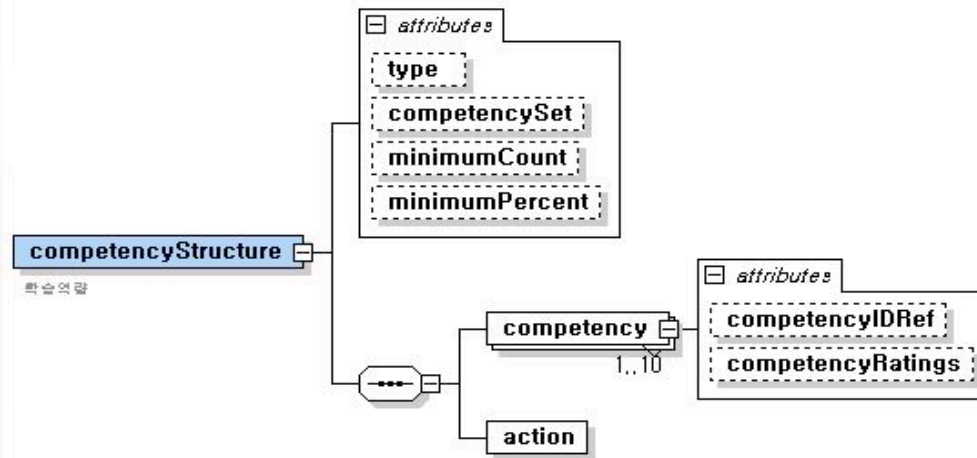 attributes
type
competencySet
minimumCount
minimumPercent
competencyStructure
학습역량
attributes
competency
competencyIDRef
1..10
competencyRatings
action